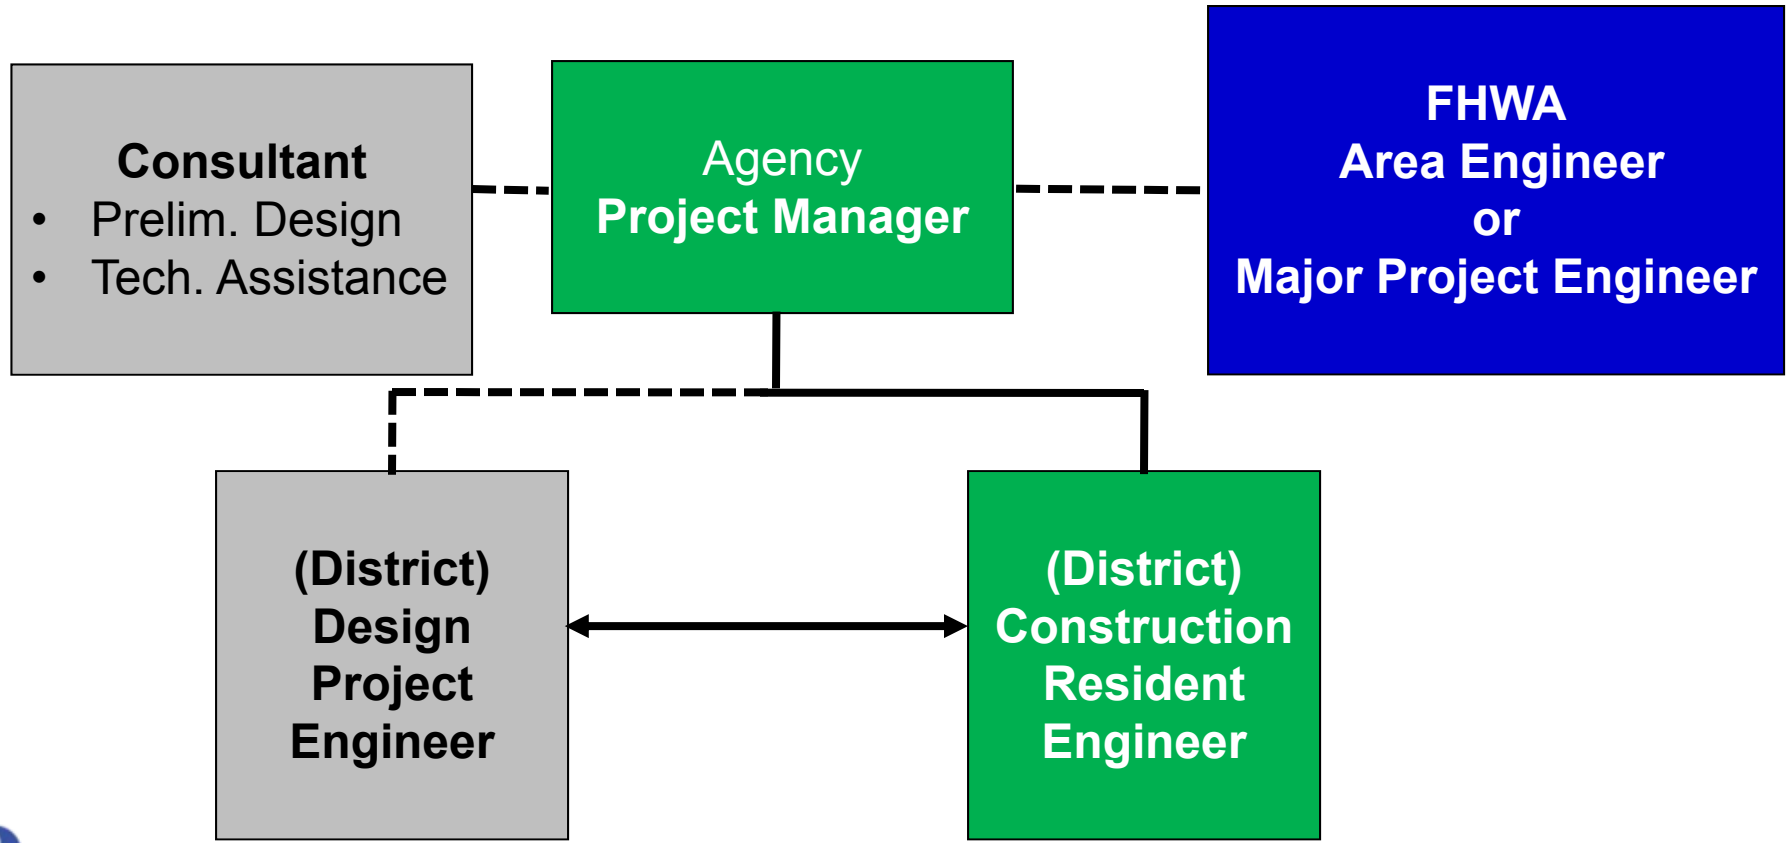 Consultant
• Prelim. Design
• Tech. Assistance
Agency
Project Manager
FHWA
Area Engineer
or
Major Project Engineer
(District)
Design
Project
Engineer
(District)
Construction
Resident
Engineer